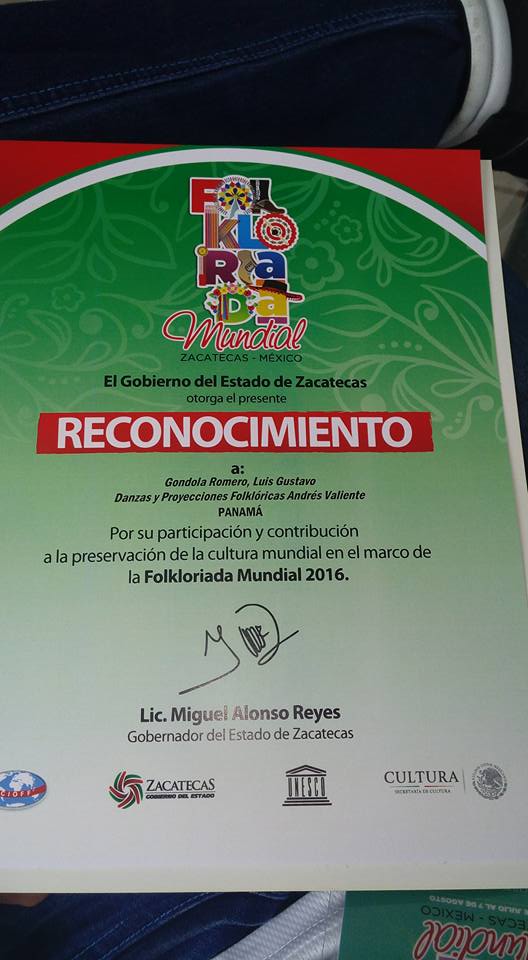 FOLKLORiaDa
Mundial
ZACATECAS - MÉXICO
El Gobierno del Estado de Zacatecas
otorga el presente
RECONOCIMIENTO
a:
Gondola Romero, Luis Gustavo
Danzas y Proyecciones Folklóricas Andrés Valiente
PANAMÁ
Por su participación y contribución
a la preservación de la cultura mundial en el marco de
la Folkloriada Mundial 2016.
Lic. Miguel Alonso Reyes
Gobernador del Estado de Zacatecas
CIOFF
ZACATECAS
GOBIERNO DEL ESTADO
UNESCO
CULTURA
SECRETARÍA DE CULTURA
JULIO AL 7 DE AGOSTO
ECAS - MÉXICO
undial